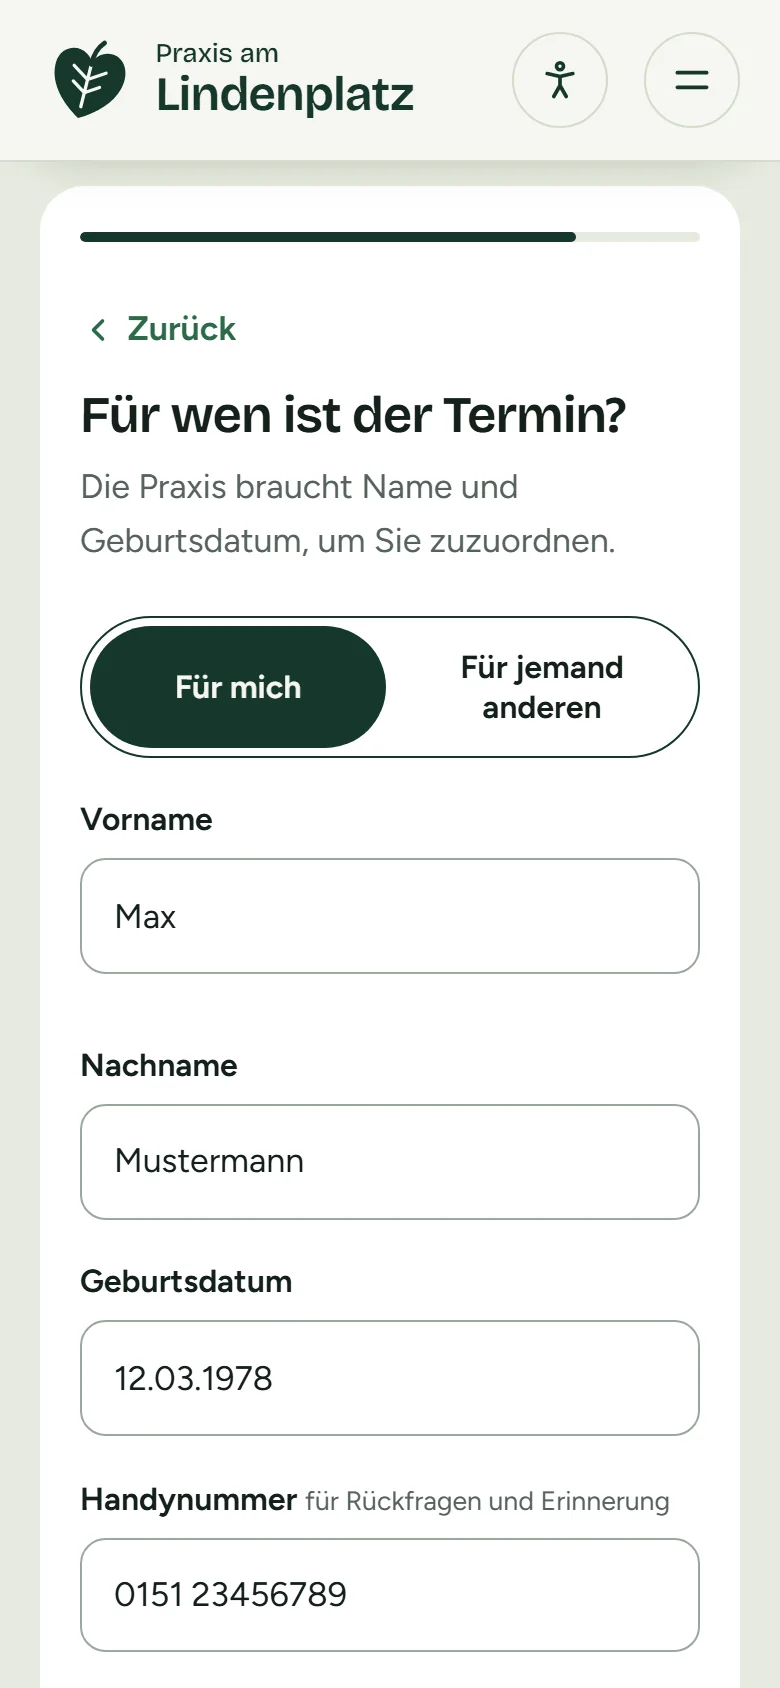 Praxis am
Lindenplatz
Zurück
Für wen ist der Termin?
Die Praxis braucht Name und
Geburtsdatum, um Sie zuzuordnen.
Für mich
Für jemand
anderen
Vorname
Max
Nachname
Mustermann
Geburtsdatum
12.03.1978
Handynummer für Rückfragen und Erinnerung
0151 23456789